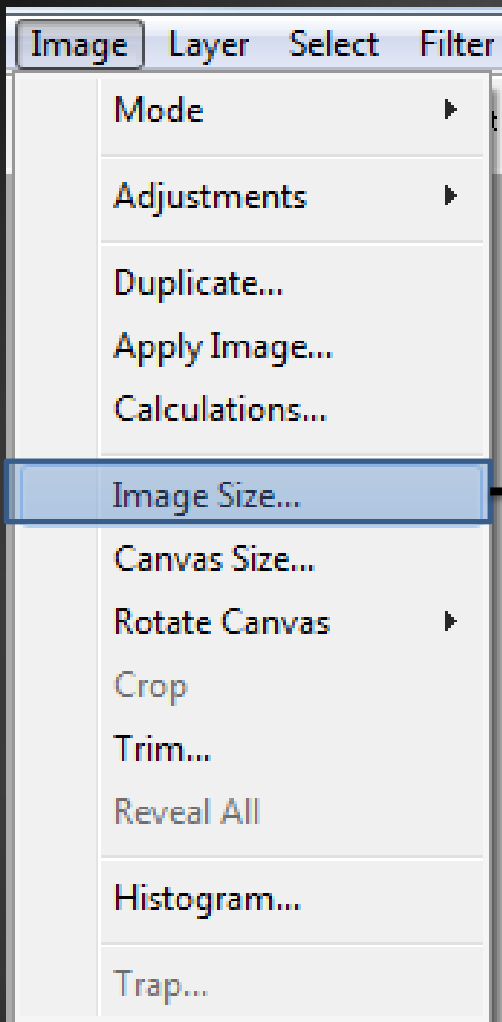 Image Layer Select Filter
Mode
Adjustments
Duplicate...
Apply Image...
Calculations...
Image Size...
Canvas Size...
Rotate Canvas
Crop
Trim...
Reveal All
Histogram...
Trap...